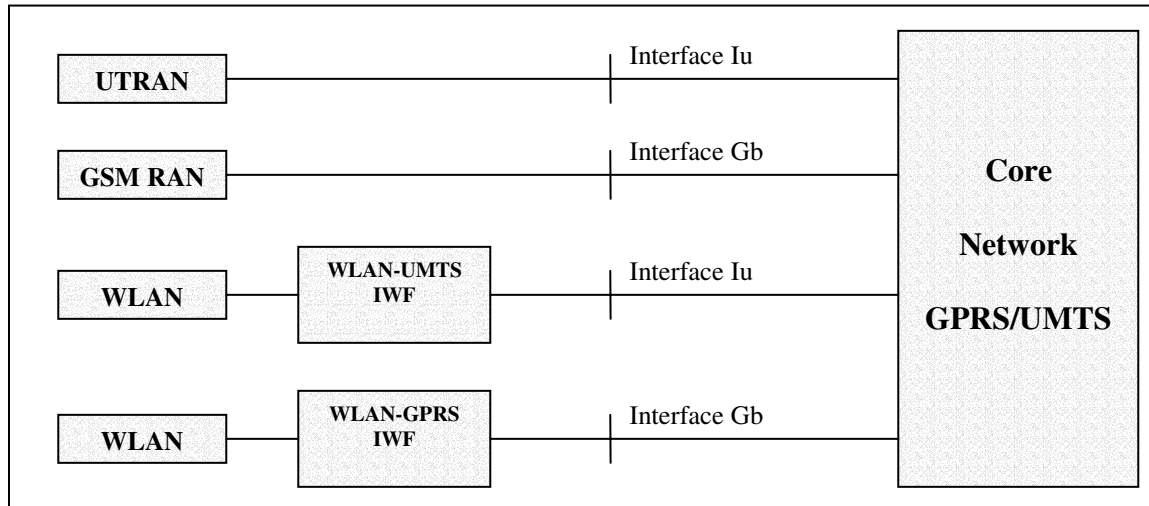 UTRAN
Interface Iu
GSM RAN
Interface Gb
WLAN
WLAN-UMTS
IWF
Interface Iu
WLAN
WLAN-GPRS
IWF
Interface Gb
Core
Network
GPRS/UMTS